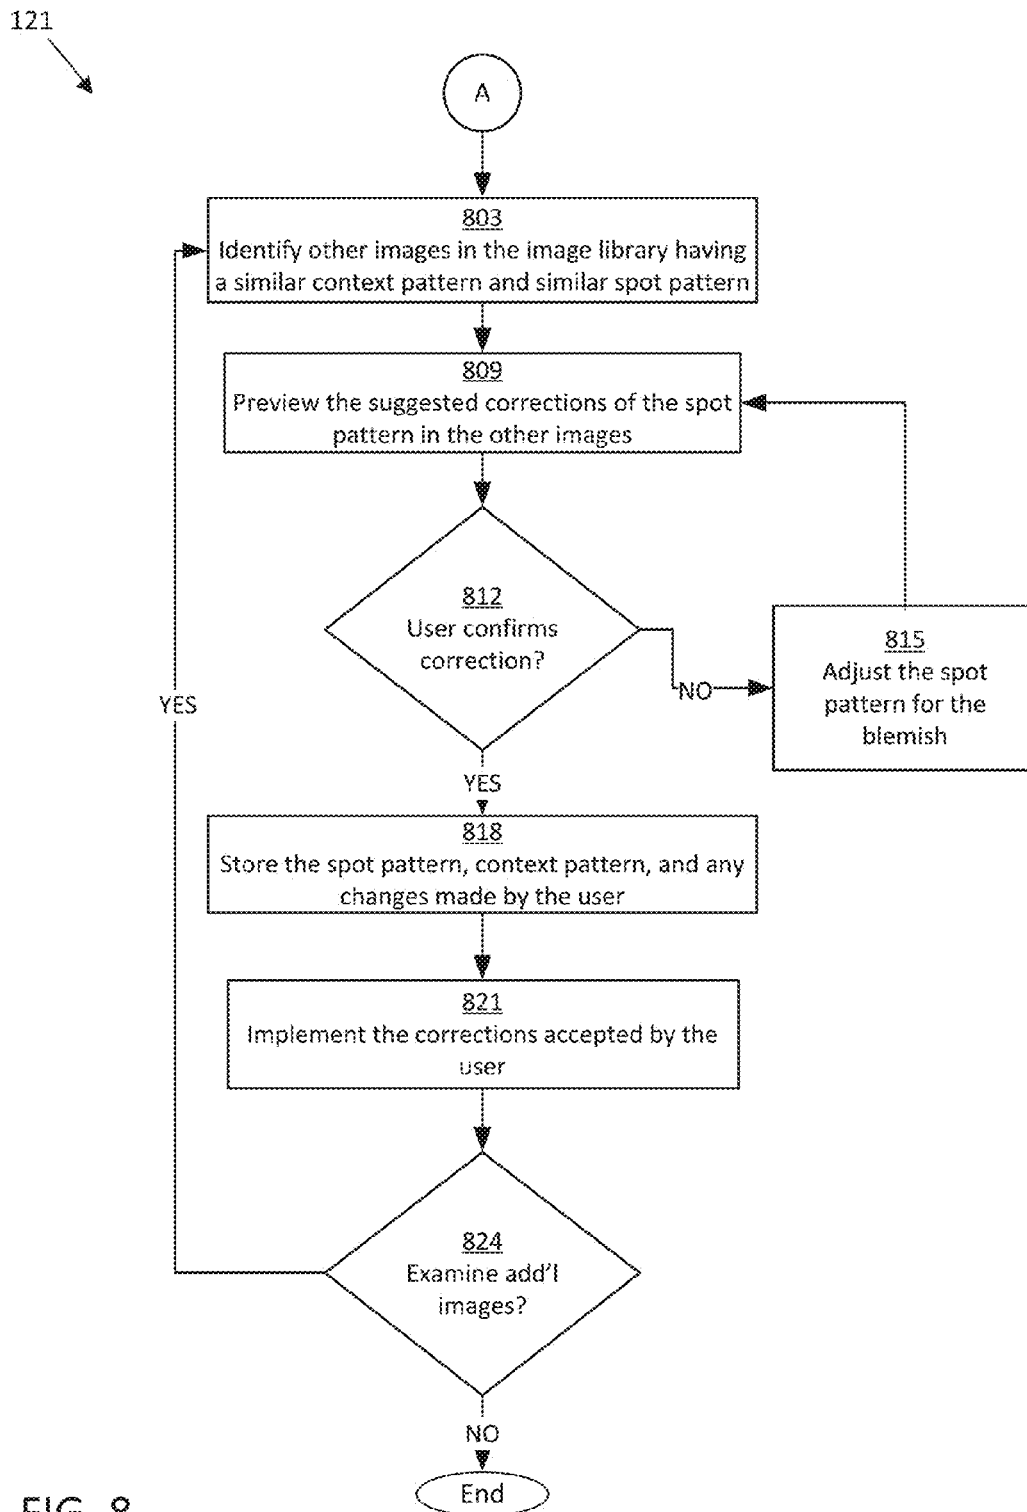 121
A
803
Identify other images in the image library having
a similar context pattern and similar spot pattern
809
Preview the suggested corrections of the spot
pattern in the other images
812
User confirms
correction?
NO
815
Adjust the spot
pattern for the
blemish
YES
YES
818
Store the spot pattern, context pattern, and any
changes made by the user
821
Implement the corrections accepted by the
user
824
Examine add'l
images?
NO
End
FIG. 8